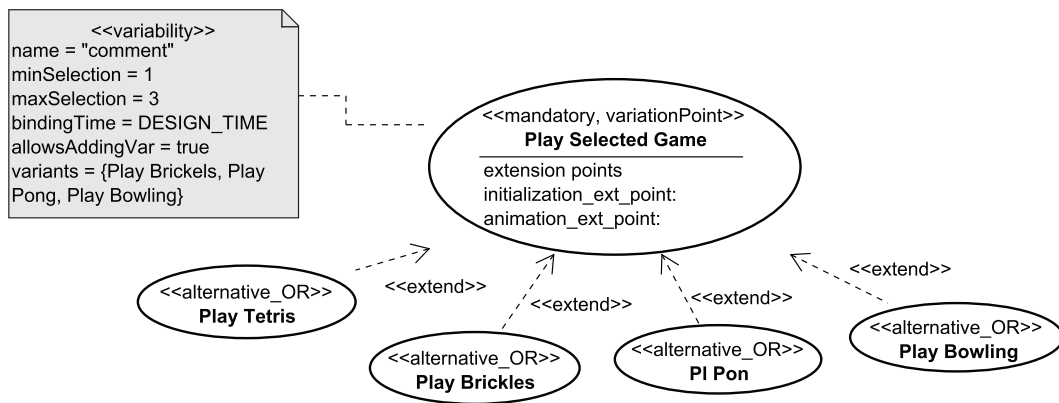 <<variability>>
name = "comment"
minSelection = 1
maxSelection = 3
bindingTime = DESIGN_TIME
allowsAddingVar = true
variants = {Play Brickels, Play
Pong, Play Bowling}
<<mandatory, variationPoint>>
Play Selected Game
extension points
initialization_ext_point:
animation_ext_point:
<<extend>>
<<extend>>
<<extend>>
<<extend>>
<<alternative_OR>>
Play Tetris
<<alternative_OR>>
Play Brickles
<<alternative_OR>>
Pl Pon
<<alternative_OR>>
Play Bowling